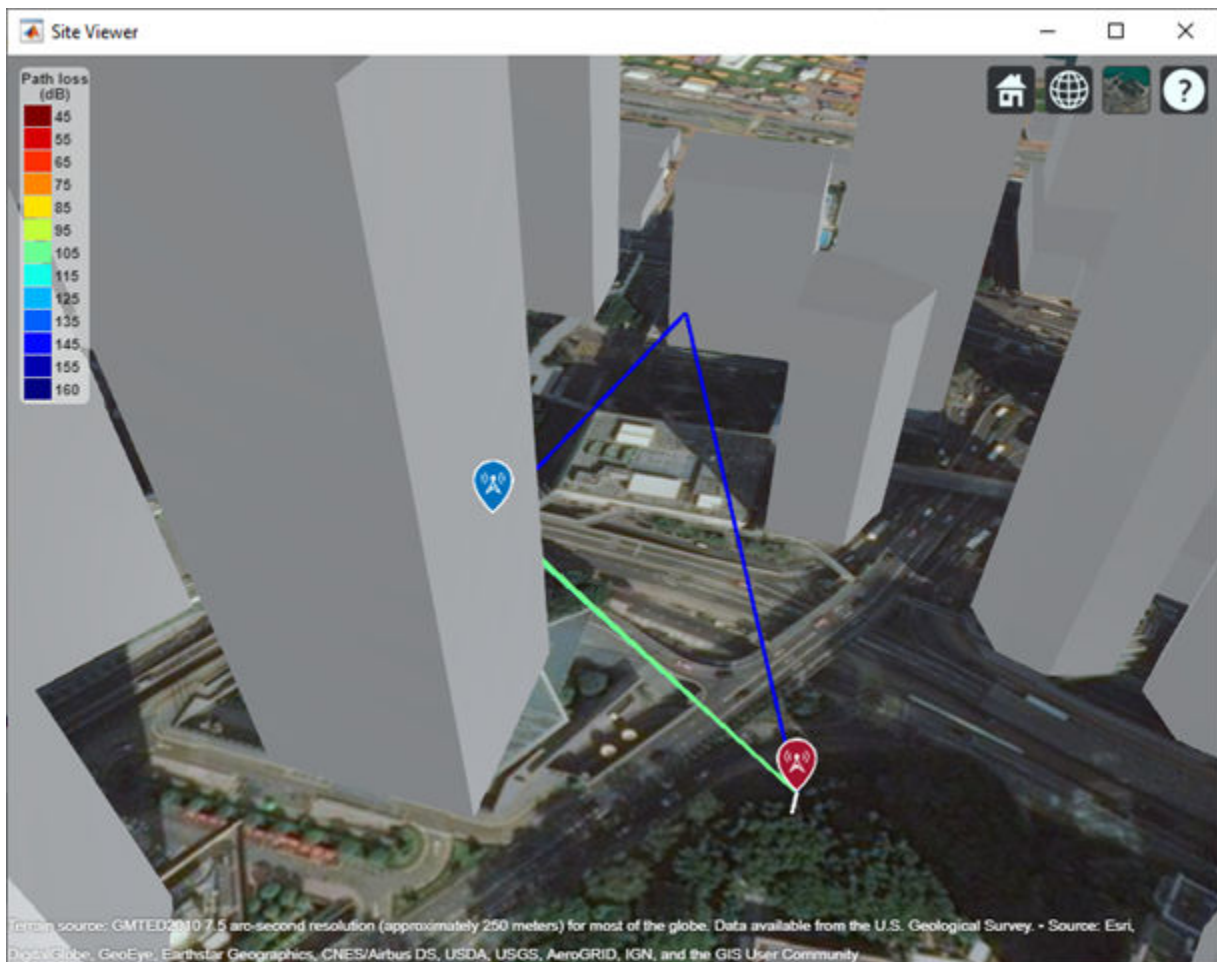 Site Viewer
Path loss
(dB)
45
55
65
75
85
95
105
115
125
135
145
155
160
?
Terrain source: GMTED2010 7.5 arc-second resolution (approximately 250 meters) for most of the globe. Data available from the U.S. Geological Survey. • Source: Esri,
DigitalGlobe, GeoEye, Earthstar Geographics, CNES/Airbus DS, USDA, USGS, AeroGRID, IGN, and the GIS User Community